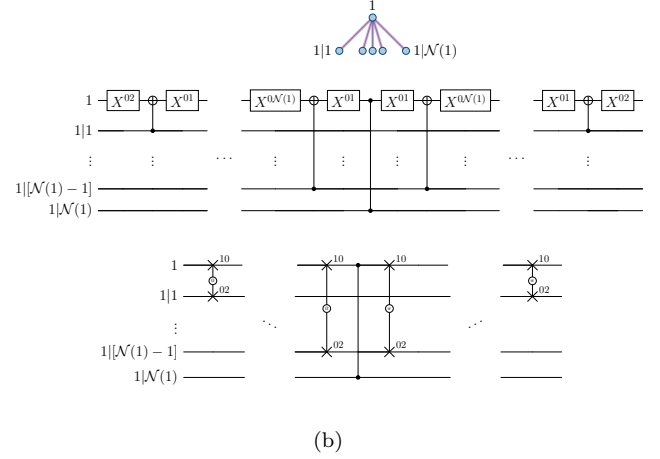 1
1|1 1|𝒩(1)
1 X^{02} X^{01} X^{0𝒩(1)} X^{01} X^{01} X^{0𝒩(1)} X^{01} X^{02}
1|1
⋮ ⋮ ⋯ ⋮ ⋮ ⋮ ⋯ ⋮
1|[𝒩(1) − 1]
1|𝒩(1)
1 10 10 10 10
1|1 02 02
⋮ ⋱ ⋰
1|[𝒩(1) − 1] 02 02
1|𝒩(1)
(b)